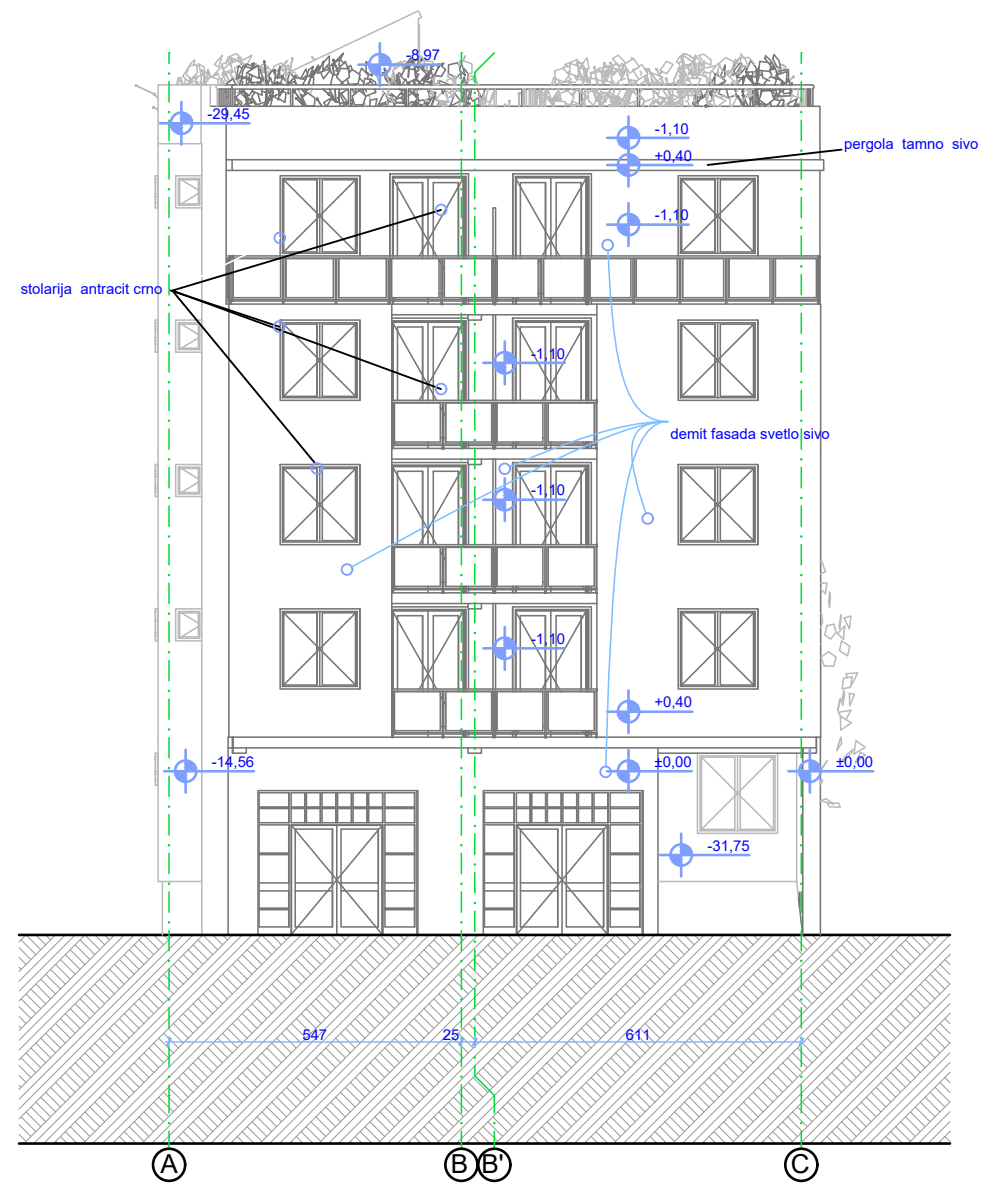 -8,97
-29,45
-1,10
+0,40
pergola tamno sivo
-1,10
stolarija antracit crno
-1,10
demit fasada svetlo sivo
-1,10
-1,10
+0,40
-14,56
±0,00
±0,00
-31,75
547
25
611
A
B
B'
C